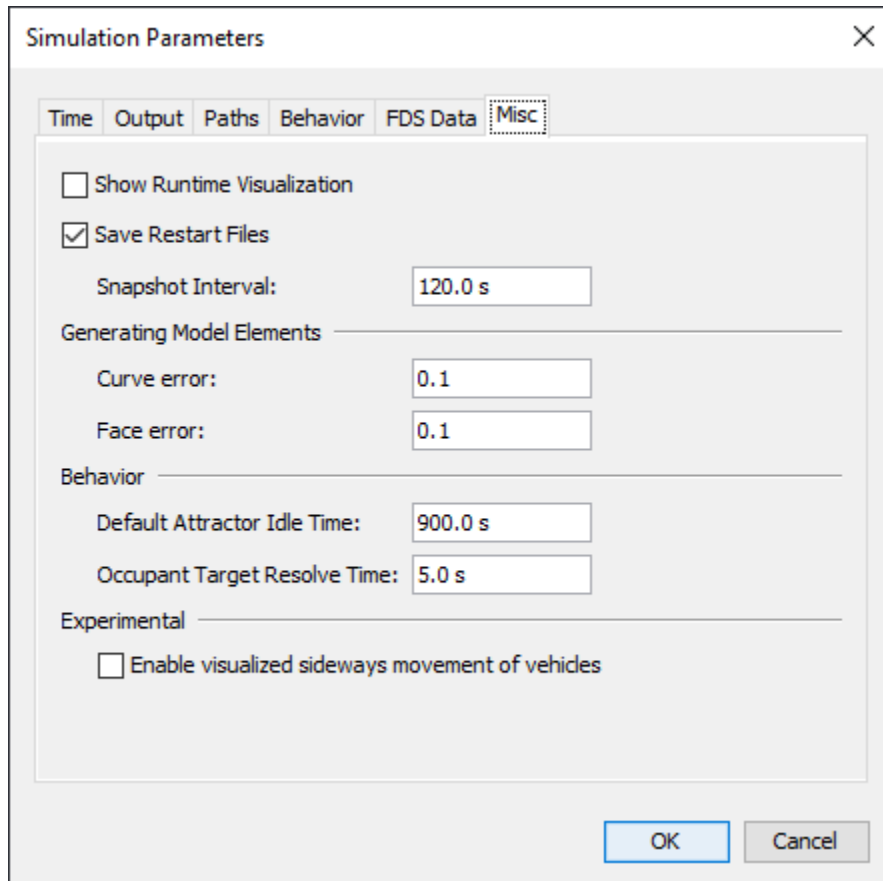 Simulation Parameters
Time Output Paths Behavior FDS Data Misc
Show Runtime Visualization
Save Restart Files
Snapshot Interval: 120.0 s
Generating Model Elements
Curve error: 0.1
Face error: 0.1
Behavior
Default Attractor Idle Time: 900.0 s
Occupant Target Resolve Time: 5.0 s
Experimental
Enable visualized sideways movement of vehicles
OK Cancel